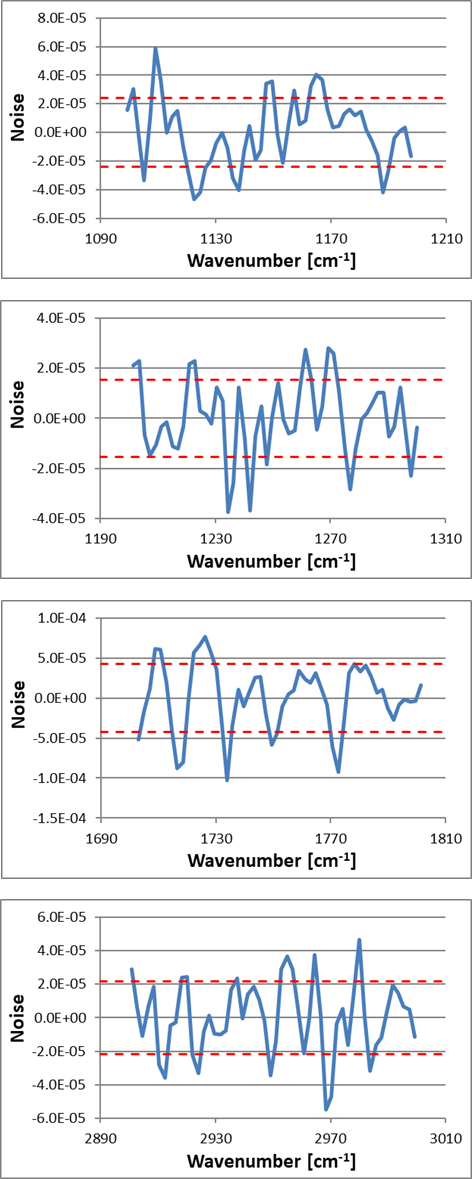 8.0E-05
6.0E-05
4.0E-05
2.0E-05
0.0E+00
-2.0E-05
-4.0E-05
-6.0E-05
Noise
1090 1130 1170 1210
Wavenumber [cm-1]
4.0E-05
2.0E-05
0.0E+00
-2.0E-05
-4.0E-05
Noise
1190 1230 1270 1310
Wavenumber [cm-1]
1.0E-04
5.0E-05
0.0E+00
-5.0E-05
-1.0E-04
-1.5E-04
Noise
1690 1730 1770 1810
Wavenumber [cm-1]
6.0E-05
4.0E-05
2.0E-05
0.0E+00
-2.0E-05
-4.0E-05
-6.0E-05
Noise
2890 2930 2970 3010
Wavenumber [cm-1]